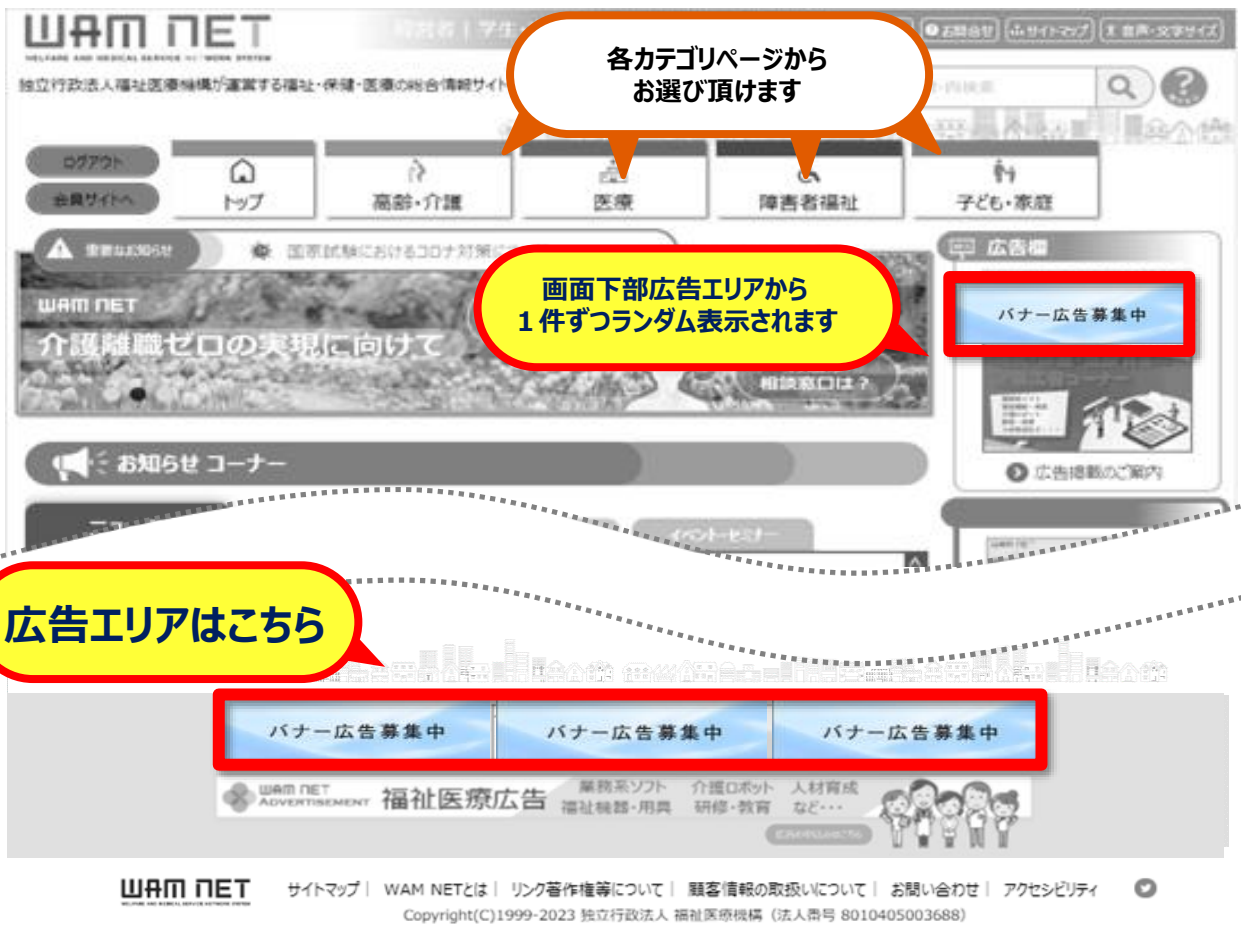 WAM NET
WELFARE AND MEDICAL SERVICE NETWORK SYSTEM
経営者 | 学生・
お問合せ
サイトマップ
音声・文字サイズ
独立行政法人福祉医療機構が運営する福祉・保健・医療の総合情報サイト
各カテゴリページから
お選び頂けます
ログアウト
会員サイトへ
トップ
高齢・介護
医療
障害者福祉
子ども・家庭
重要なお知らせ
国家試験におけるコロナ対策に
広告欄
画面下部広告エリアから
１件ずつランダム表示されます
バナー広告募集中
WAM NET
介護離職ゼロの実現に向けて
相談窓口は？
お知らせ コーナー
広告掲載のご案内
イベント・セミナー
広告エリアはこちら
バナー広告募集中
バナー広告募集中
バナー広告募集中
WAM NET
ADVERTISEMENT
福祉医療広告
業務系ソフト 介護ロボット 人材育成
福祉機器・用具 研修・教育 など・・・
WAM NET
サイトマップ｜ WAM NETとは｜ リンク著作権等について｜ 顧客情報の取扱いについて｜ お問い合わせ｜ アクセシビリティ
Copyright(C)1999-2023 独立行政法人 福祉医療機構（法人番号 8010405003688）